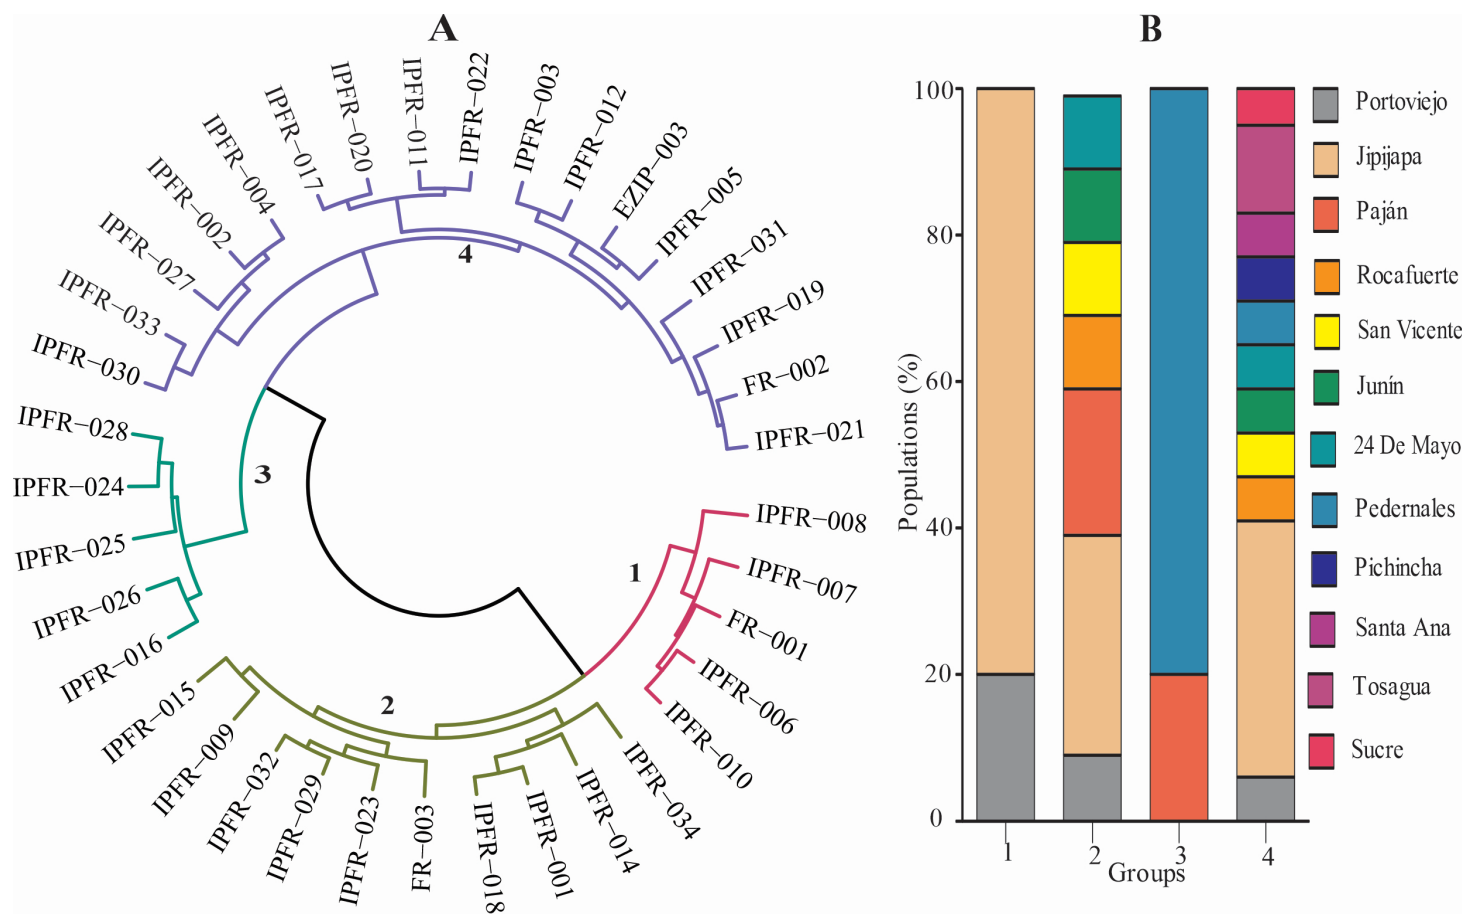 A
IPFR–030
IPFR–033
IPFR–027
IPFR–002
IPFR–004
IPFR–017
IPFR–020
IPFR–011
IPFR–022
IPFR–003
IPFR–012
EZIP–003
IPFR–005
IPFR–031
IPFR–019
FR–002
IPFR–021
4
3
IPFR–028
IPFR–024
IPFR–025
IPFR–026
IPFR–016
2
IPFR–015
IPFR–009
IPFR–032
IPFR–029
IPFR–023
FR–003
IPFR–018
IPFR–001
IPFR–014
IPFR–034
1
IPFR–008
IPFR–007
FR–001
IPFR–006
IPFR–010
B
Populations (%)
100
80
60
40
20
0
1
2
3
4
Groups
Portoviejo
Jipijapa
Paján
Rocafuerte
San Vicente
Junín
24 De Mayo
Pedernales
Pichincha
Santa Ana
Tosagua
Sucre